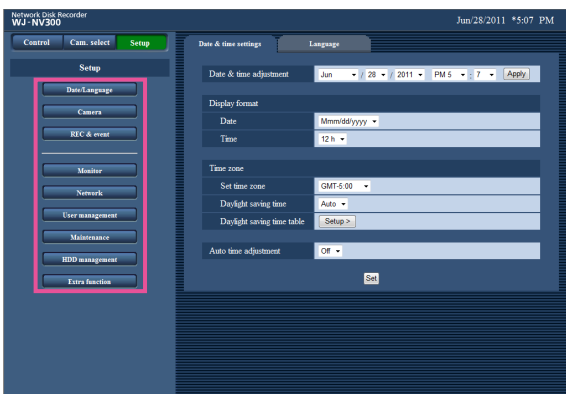 Network Disk Recorder
WJ-NV300
Jun/28/2011 *5:07 PM
Control Cam. select Setup
Date & time settings Language
Setup
Date/Language
Camera
REC & event
Monitor
Network
User management
Maintenance
HDD management
Extra function
Date & time adjustment Jun / 28 / 2011 PM 5 : 7 Apply
Display format
Date Mmm/dd/yyyy
Time 12 h
Time zone
Set time zone GMT-5:00
Daylight saving time Auto
Daylight saving time table Setup >
Auto time adjustment Off
Set